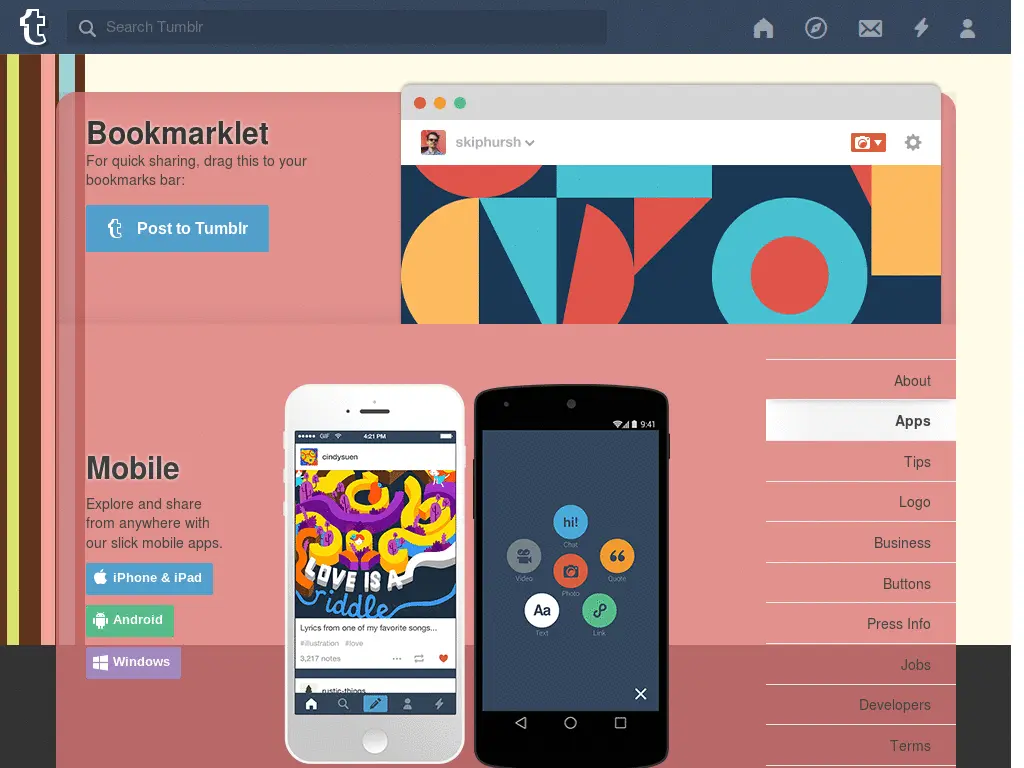 Search Tumblr
Bookmarklet
For quick sharing, drag this to your
bookmarks bar:
Post to Tumblr
skiphursh
Mobile
Explore and share
from anywhere with
our slick mobile apps.
iPhone & iPad
Android
Windows
GIF
4:21 PM
cindysuen
LOVE IS A
riddle
Lyrics from one of my favorite songs...
#illustration #love
3,217 notes
rustic-things
9:41
hi!
Chat
Video
Quote
Photo
Aa
Text
Link
About
Apps
Tips
Logo
Business
Buttons
Press Info
Jobs
Developers
Terms